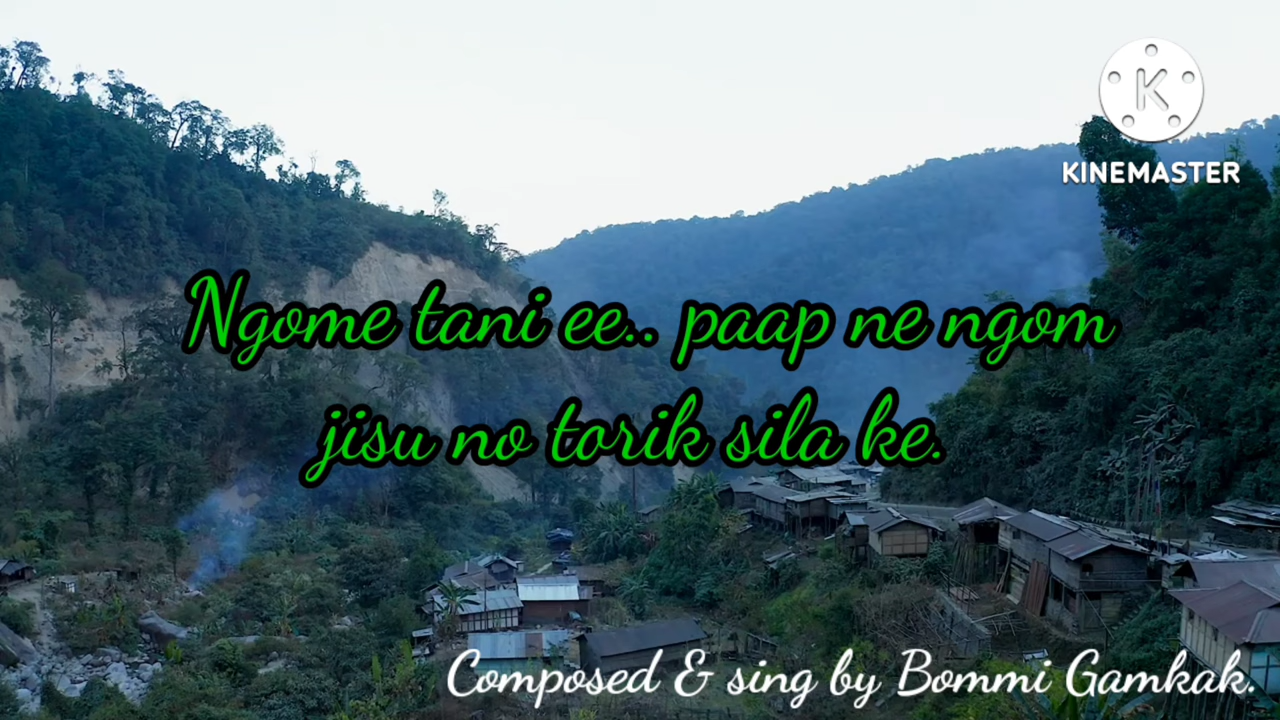 KINEMASTER
Ngome tani ee.. paap ne ngom
jisu no torik sila ke.
Composed & sing by Bommi Gamkak.